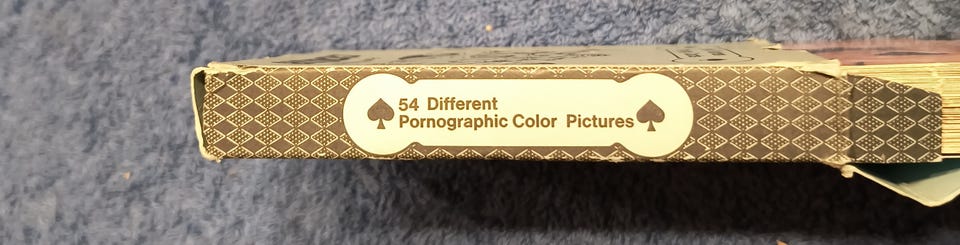 54 Different
Pornographic Color Pictures